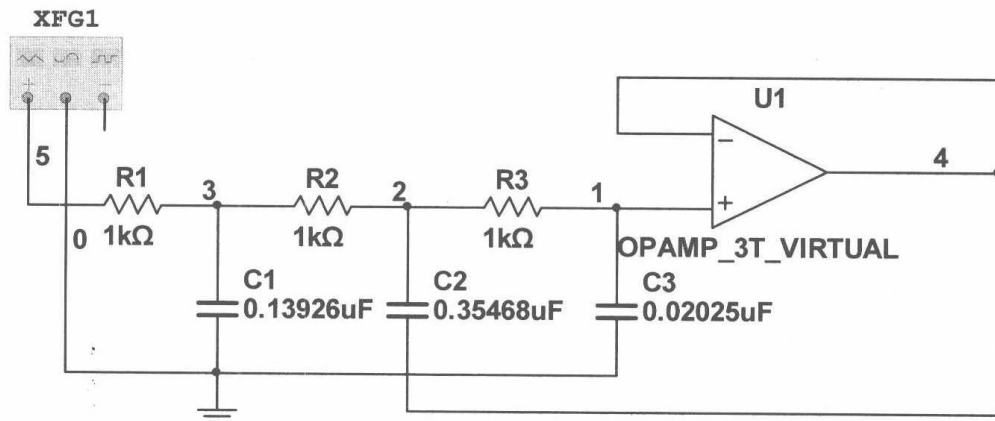 XFG1
U1
5
4
R1
3
R2
2
R3
1
0
1kΩ
1kΩ
1kΩ
OPAMP_3T_VIRTUAL
C1
0.13926uF
C2
0.35468uF
C3
0.02025uF